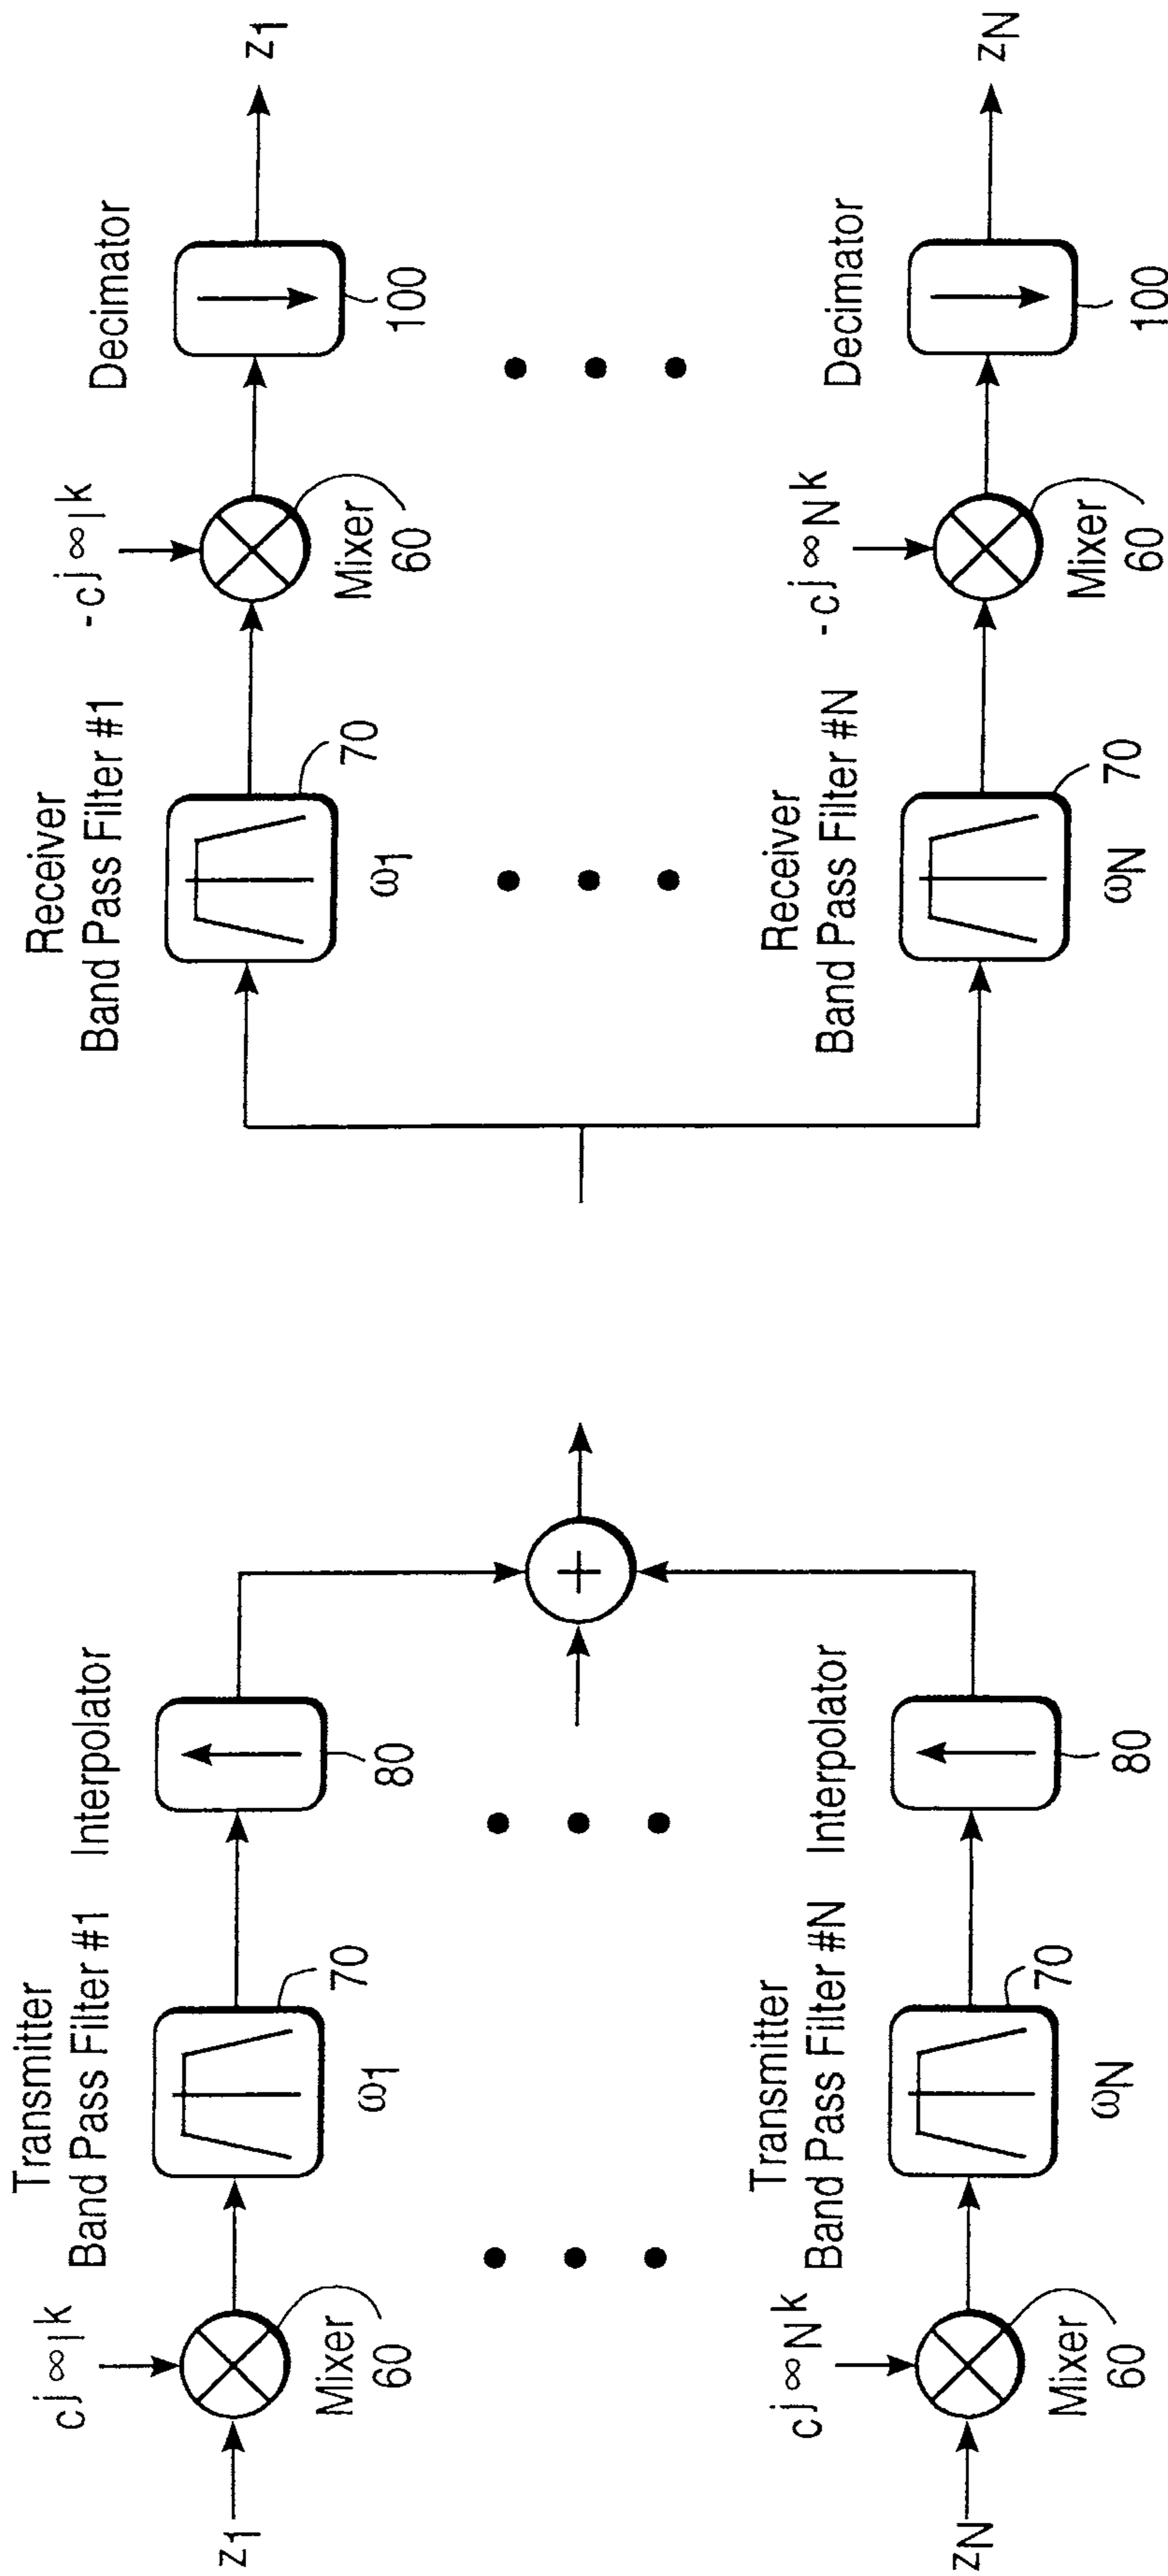 Transmitter
Band Pass Filter #1
Interpolator
cj∞Ik
z1
Mixer
60
70
ω1
80
Transmitter
Band Pass Filter #N
Interpolator
cj∞Nk
zN
Mixer
60
70
ωN
80
+
Receiver
Band Pass Filter #1
-cj∞Ik
Decimator
70
ω1
Mixer
60
100
z1
Receiver
Band Pass Filter #N
-cj∞Nk
Decimator
70
ωN
Mixer
60
100
zN